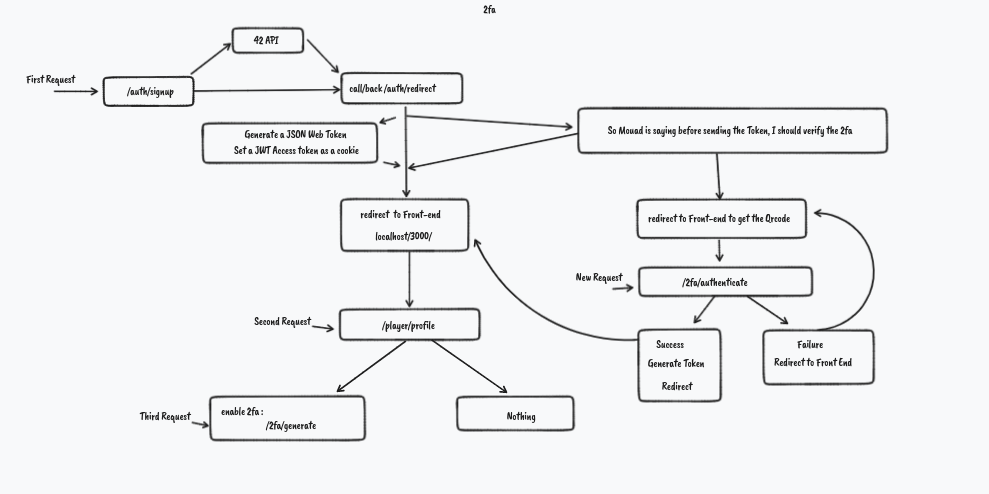 2fa
42 API
First Request
/auth/signup
call/back /auth/redirect
Generate a JSON Web Token
Set a JWT Access token as a cookie
So Mouad is saying before sending the Token, I should verify the 2fa
redirect to Front-end
localhost/3000/
redirect to Front-end to get the Qrcode
New Request
/2fa/authenticate
Second Request
/player/profile
Success
Generate Token
Redirect
Failure
Redirect to Front End
Third Request
enable 2fa :
/2fa/generate
Nothing